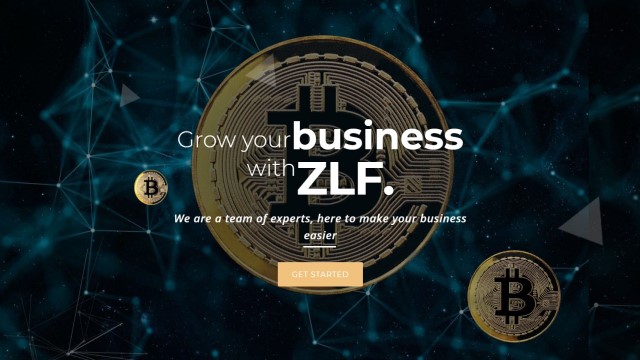 Grow your business
with ZLF.
We are a team of experts, here to make your business
easier
GET STARTED